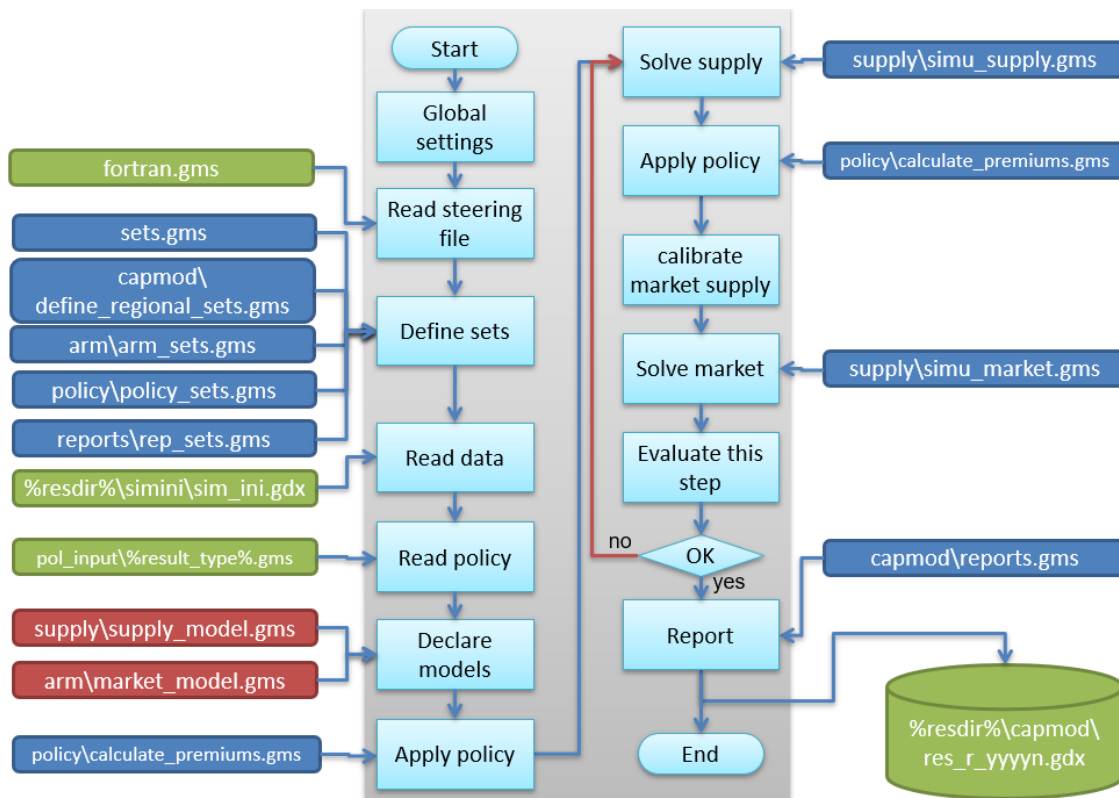 Start
Global
settings
fortran.gms
Read steering
file
sets.gms
capmod\
define_regional_sets.gms
arm\arm_sets.gms
policy\policy_sets.gms
reports\rep_sets.gms
Define sets
%resdir%\simini\sim_ini.gdx
Read data
pol_input\%result_type%.gms
Read policy
supply\supply_model.gms
arm\market_model.gms
Declare
models
policy\calculate_premiums.gms
Apply policy
Solve supply
supply\simu_supply.gms
Apply policy
policy\calculate_premiums.gms
calibrate
market supply
Solve market
supply\simu_market.gms
Evaluate this
step
no
OK
yes
capmod\reports.gms
Report
%resdir%\capmod\
res_r_yyyyn.gdx
End